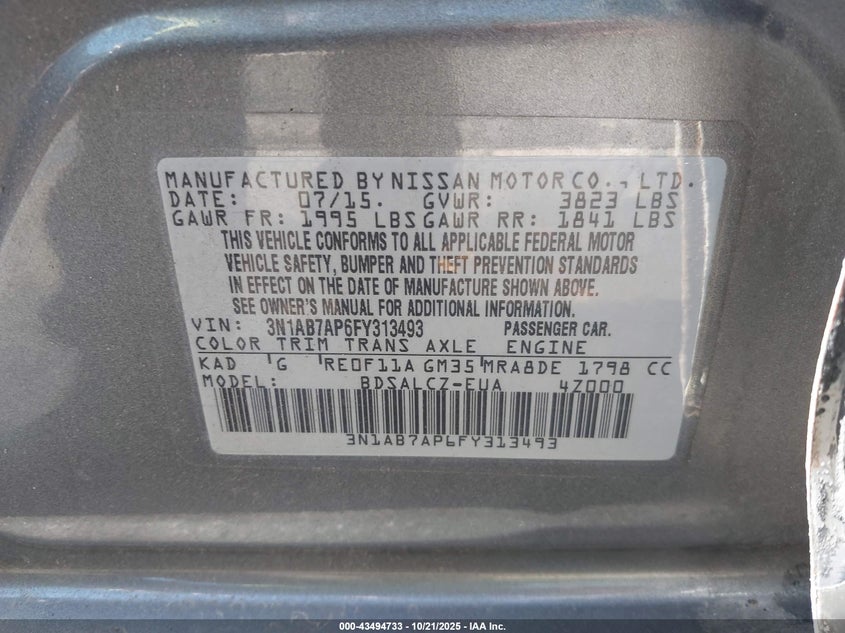 MANUFACTURED BY NISSAN MOTOR CO., LTD.
DATE: 07/15. GVWR: 3823 LBS
GAWR FR: 1995 LBS GAWR RR: 1841 LBS
THIS VEHICLE CONFORMS TO ALL APPLICABLE FEDERAL MOTOR
VEHICLE SAFETY, BUMPER AND THEFT PREVENTION STANDARDS
IN EFFECT ON THE DATE OF MANUFACTURE SHOWN ABOVE.
SEE OWNER'S MANUAL FOR ADDITIONAL INFORMATION.
VIN: 3N1AB7AP6FY313493 PASSENGER CAR.
COLOR TRIM TRANS AXLE ENGINE
KAD G RE0F11A GM35 MRA8DE 1798 CC
MODEL: BDSALCZ-EUA 4Z000
3N1AB7AP6FY313493
000-43494733 - 10/21/2025 - IAA Inc.